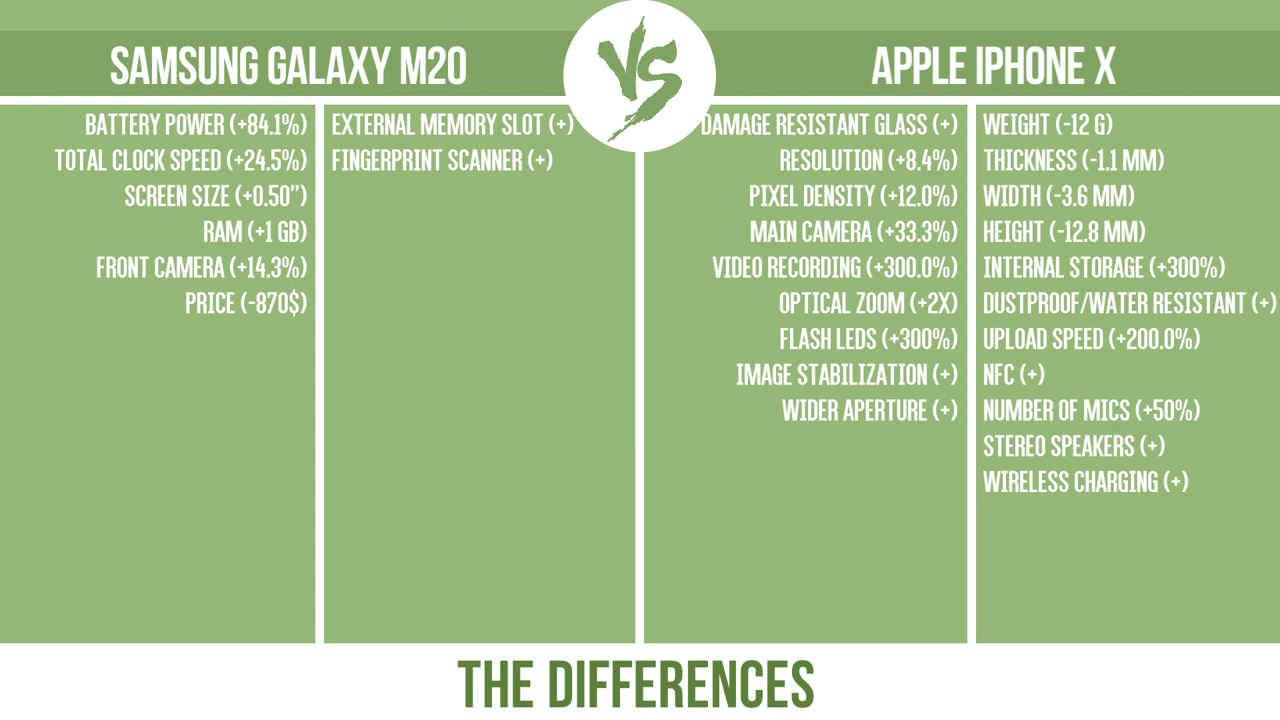 SAMSUNG GALAXY M20
VS
APPLE IPHONE X
BATTERY POWER (+84.1%)
TOTAL CLOCK SPEED (+24.5%)
SCREEN SIZE (+0.50”)
RAM (+1 GB)
FRONT CAMERA (+14.3%)
PRICE (-870$)
EXTERNAL MEMORY SLOT (+)
FINGERPRINT SCANNER (+)
DAMAGE RESISTANT GLASS (+)
RESOLUTION (+8.4%)
PIXEL DENSITY (+12.0%)
MAIN CAMERA (+33.3%)
VIDEO RECORDING (+300.0%)
OPTICAL ZOOM (+2X)
FLASH LEDS (+300%)
IMAGE STABILIZATION (+)
WIDER APERTURE (+)
WEIGHT (-12 G)
THICKNESS (-1.1 MM)
WIDTH (-3.6 MM)
HEIGHT (-12.8 MM)
INTERNAL STORAGE (+300%)
DUSTPROOF/WATER RESISTANT (+)
UPLOAD SPEED (+200.0%)
NFC (+)
NUMBER OF MICS (+50%)
STEREO SPEAKERS (+)
WIRELESS CHARGING (+)
THE DIFFERENCES